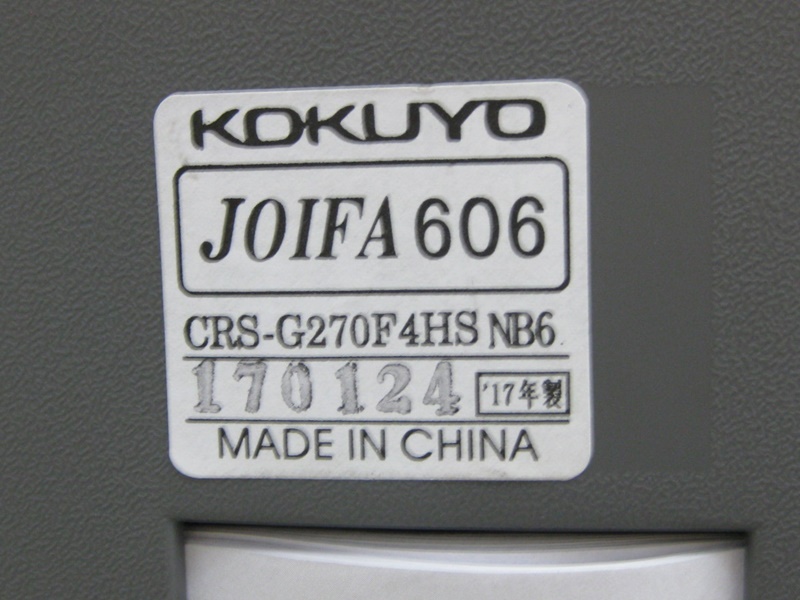 KOKUYO
JOIFA 606
CRS-G270F4HS NB6
170124 '17年製
MADE IN CHINA